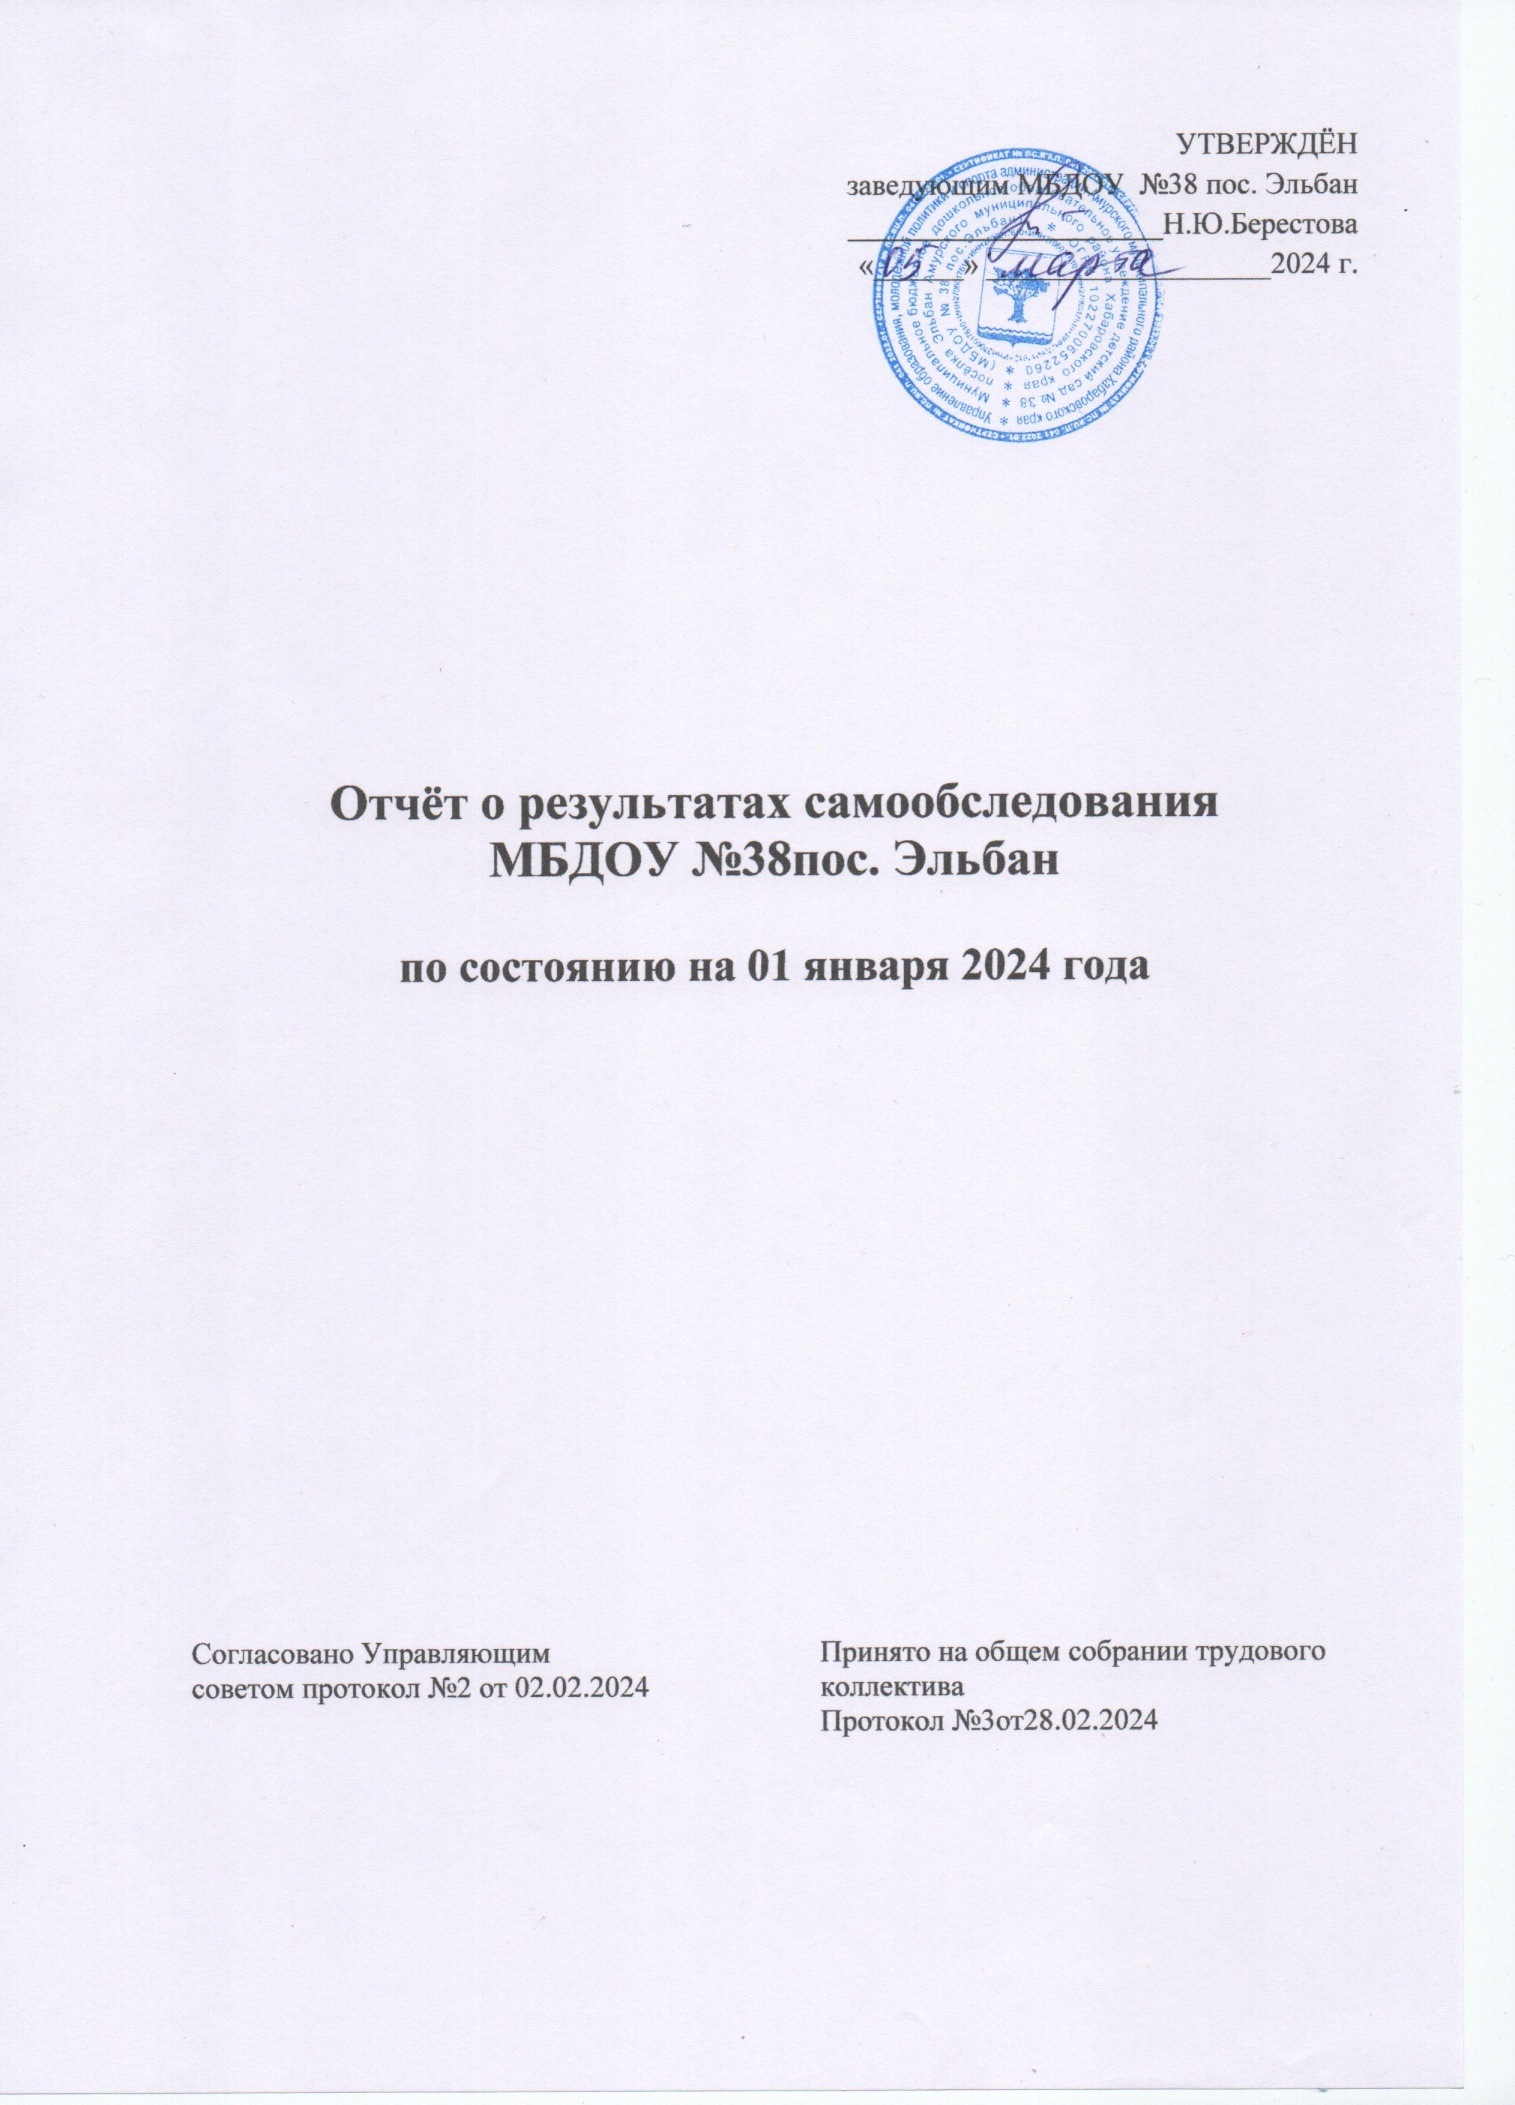 УТВЕРЖДЁН
заведующим МБДОУ №38 пос. Эльбан
Н.Ю.Берестова
« 05 » марта 2024 г.
Отчёт о результатах самообследования
МБДОУ №38пос. Эльбан
по состоянию на 01 января 2024 года
Согласовано Управляющим
советом протокол №2 от 02.02.2024
Принято на общем собрании трудового
коллектива
Протокол №3от28.02.2024